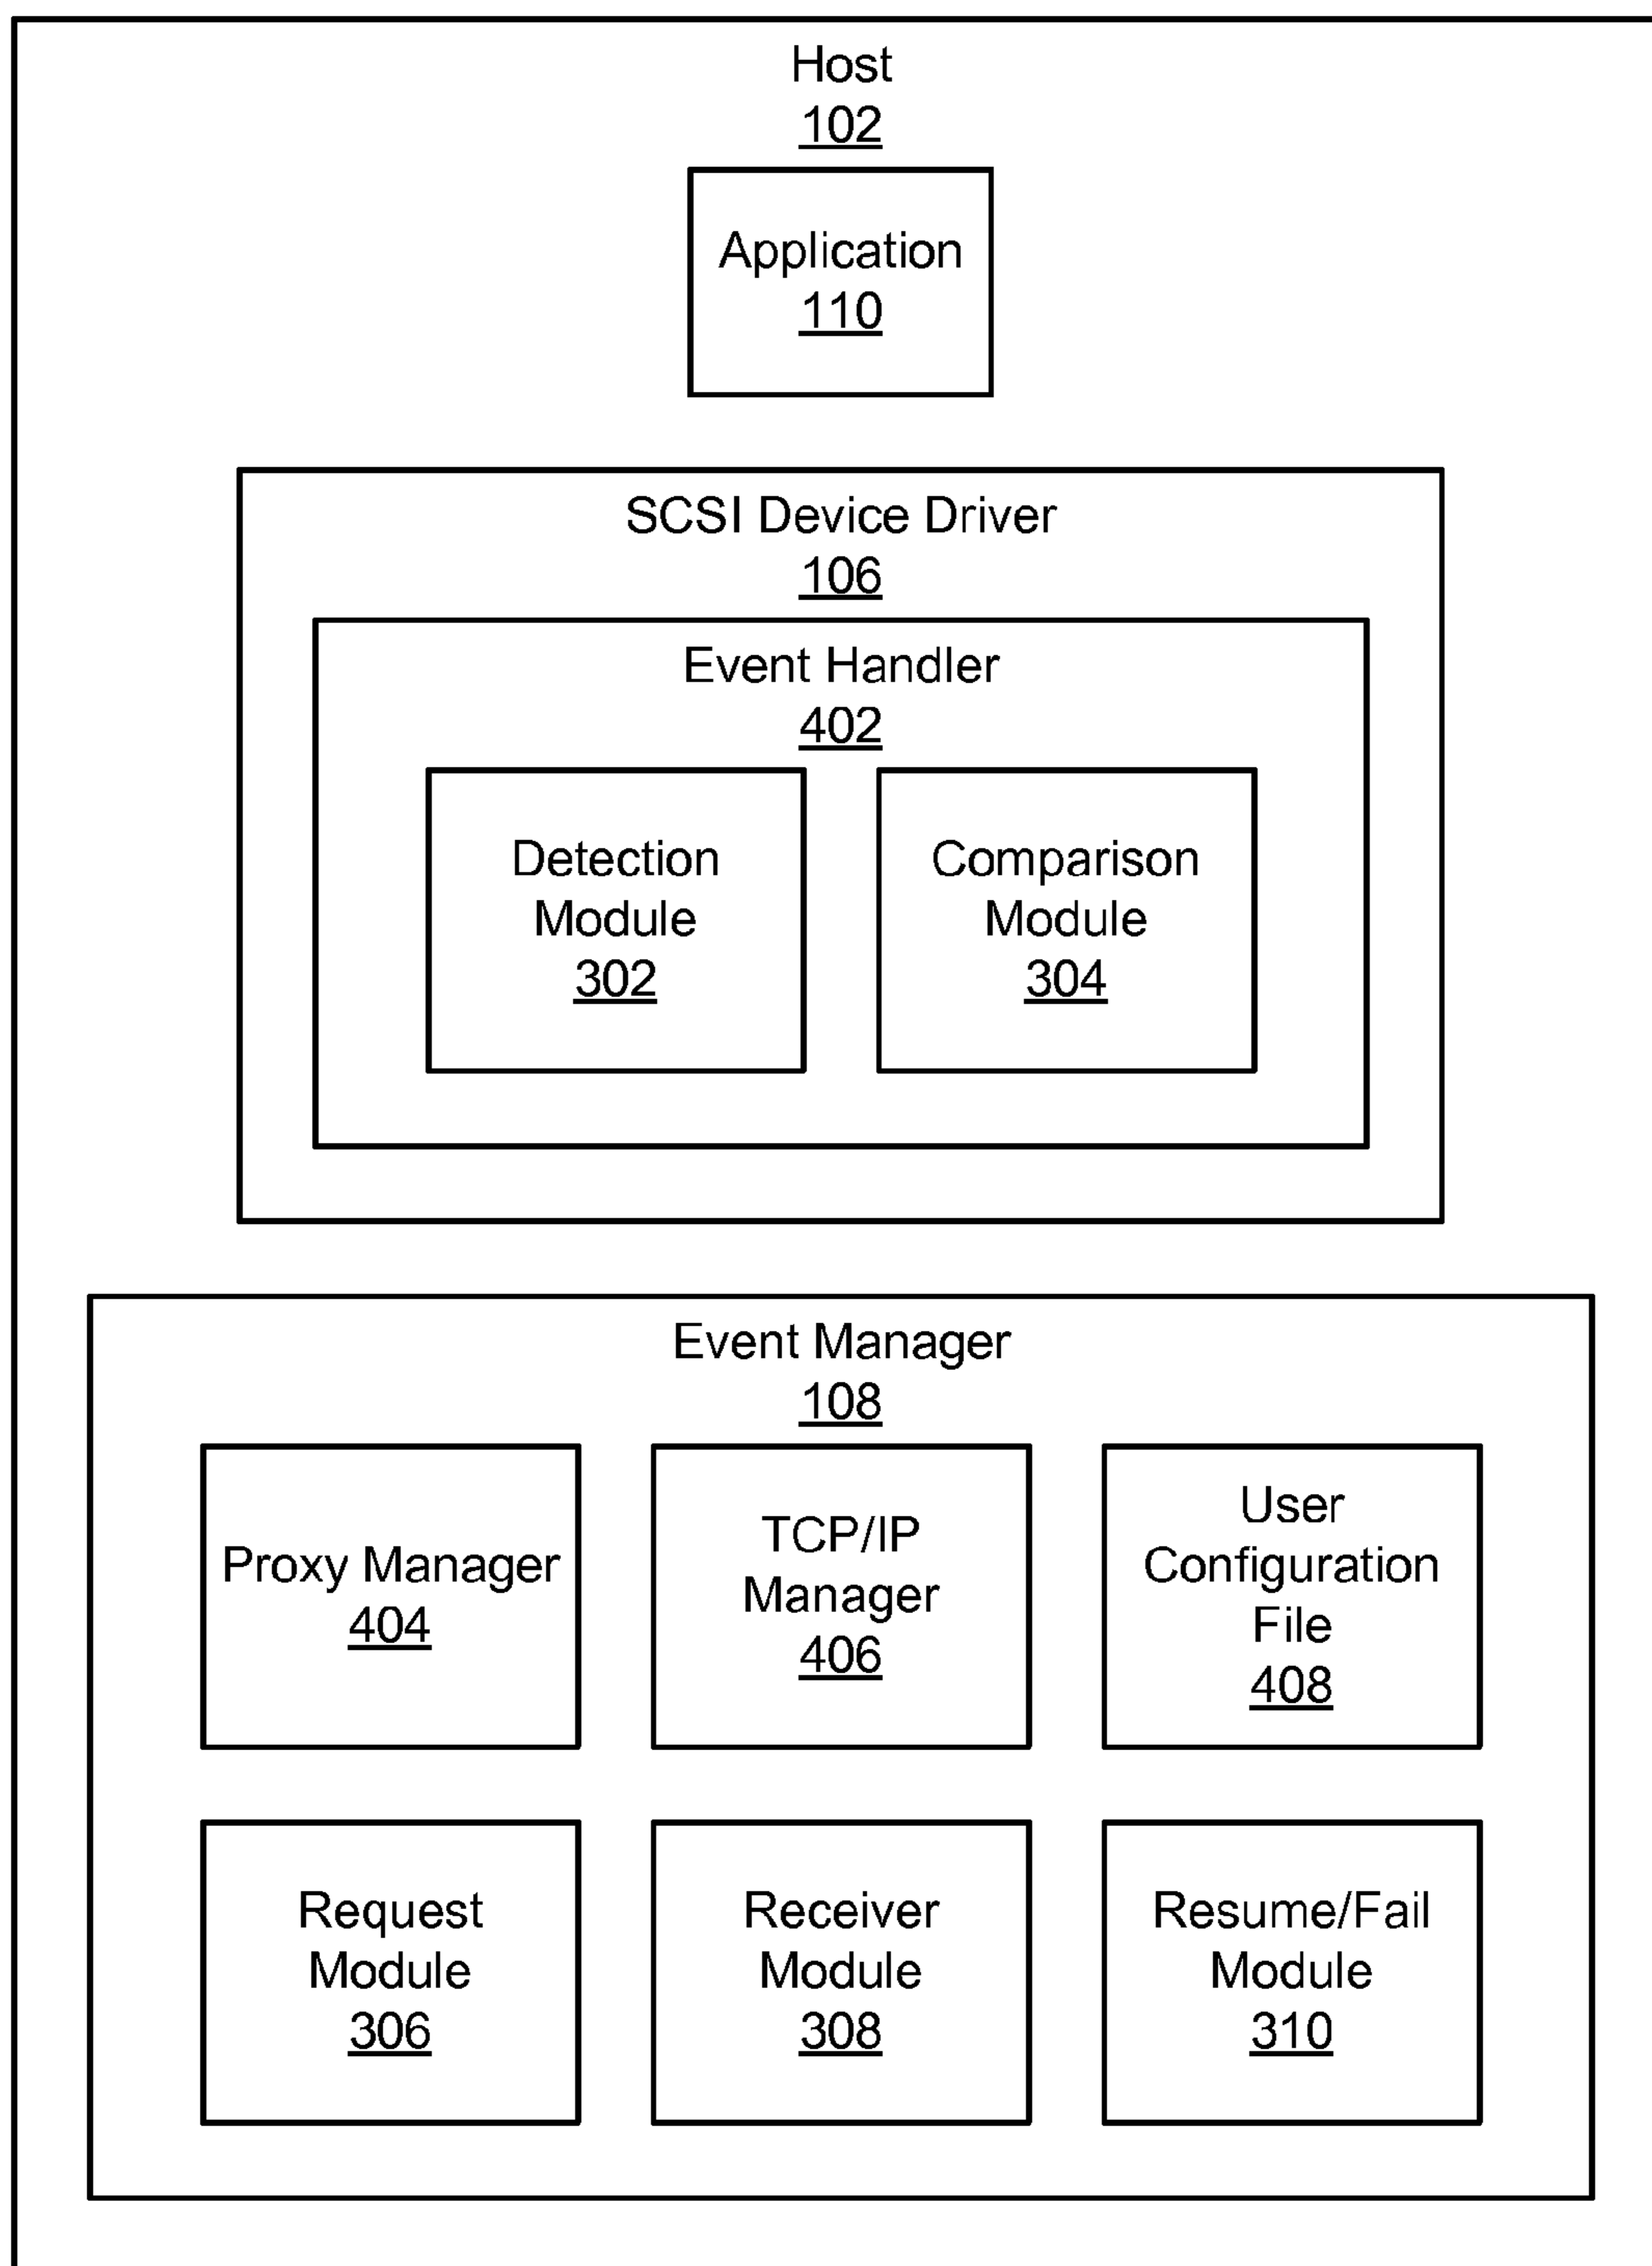 Host
102
Application
110
SCSI Device Driver
106
Event Handler
402
Detection
Module
302
Comparison
Module
304
Event Manager
108
Proxy Manager
404
TCP/IP
Manager
406
User
Configuration
File
408
Request
Module
306
Receiver
Module
308
Resume/Fail
Module
310